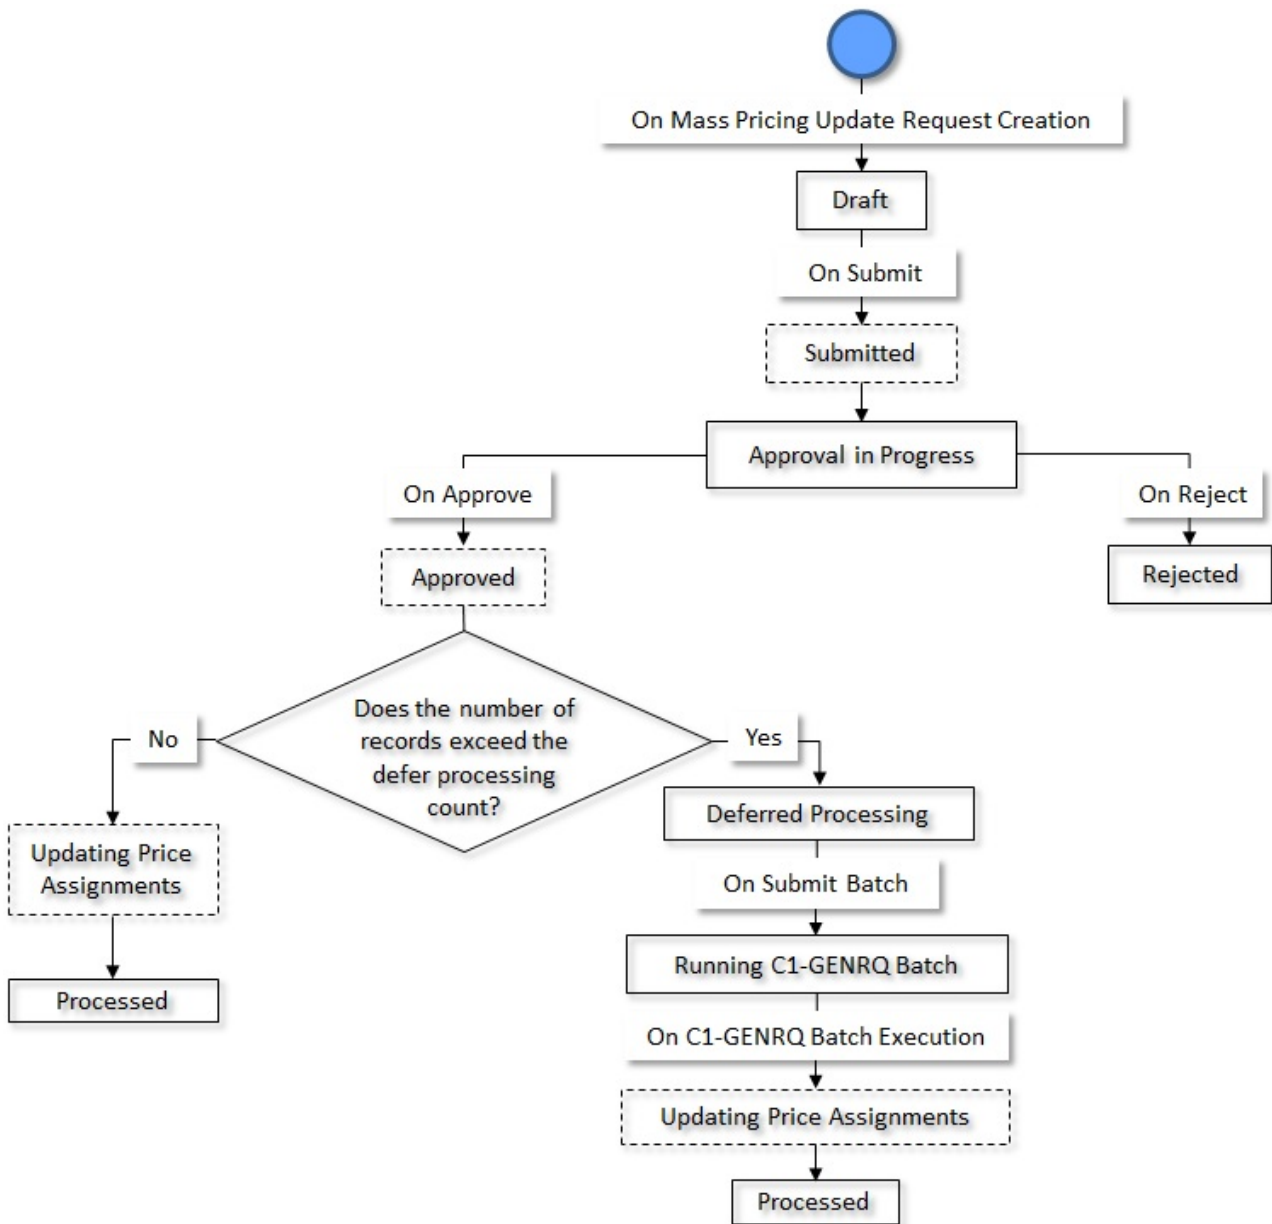 On Mass Pricing Update Request Creation
Draft
On Submit
Submitted
Approval in Progress
On Approve
On Reject
Approved
Rejected
Does the number of
records exceed the
defer processing
count?
No
Yes
Updating Price
Assignments
Processed
Deferred Processing
On Submit Batch
Running C1-GENRQ Batch
On C1-GENRQ Batch Execution
Updating Price Assignments
Processed